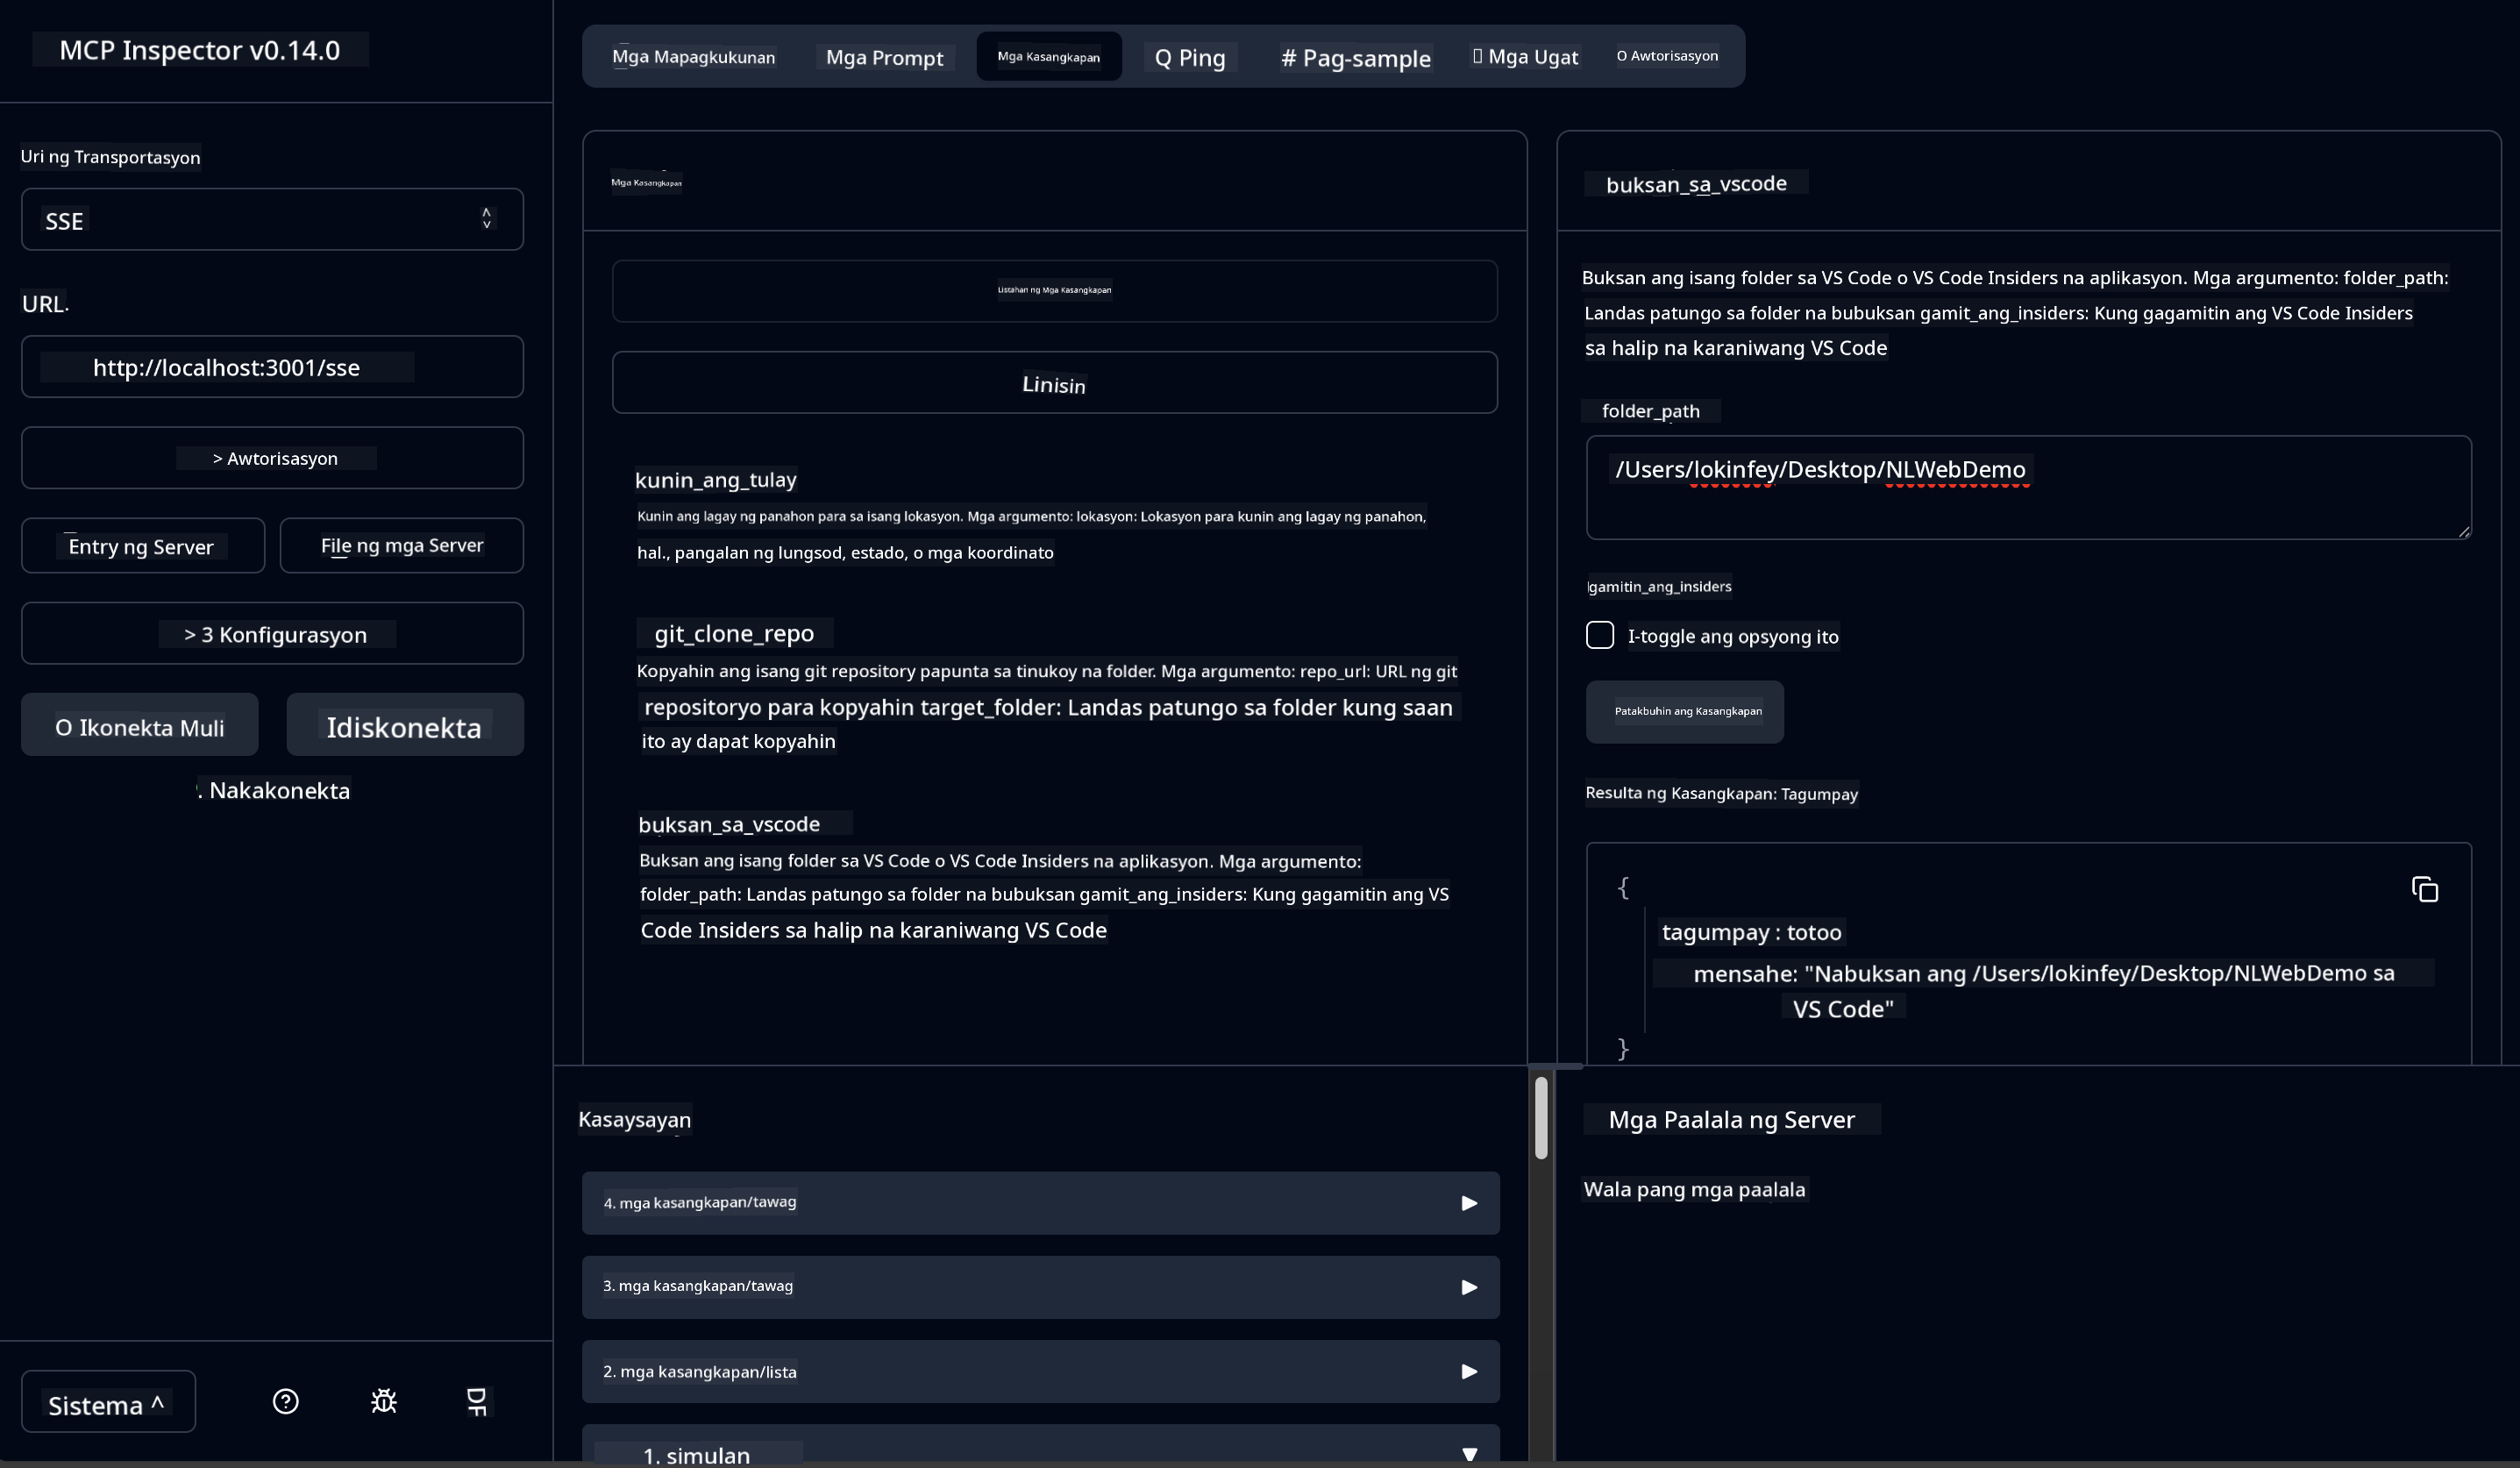 MCP Inspector v0.14.0
Uri ng Transportasyon
SSE
URL.
http://localhost:3001/sse
> Awtorisasyon
Entry ng Server
File ng mga Server
> 3 Konfigurasyon
O Ikonekta Muli
Idiskonekta
. Nakakonekta
Sistema ^
DF
Mga Mapagkukunan
Mga Prompt
Mga Kasangkapan
Q Ping
# Pag-sample
Mga Ugat
O Awtorisasyon
Mga Kasangkapan
Listahan ng Mga Kasangkapan
Linisin
kunin_ang_tulay
Kunin ang lagay ng panahon para sa isang lokasyon. Mga argumento: lokasyon: Lokasyon para kunin ang lagay ng panahon,
hal., pangalan ng lungsod, estado, o mga koordinato
git_clone_repo
Kopyahin ang isang git repository papunta sa tinukoy na folder. Mga argumento: repo_url: URL ng git
repositoryo para kopyahin target_folder: Landas patungo sa folder kung saan
ito ay dapat kopyahin
buksan_sa_vscode
Buksan ang isang folder sa VS Code o VS Code Insiders na aplikasyon. Mga argumento:
folder_path: Landas patungo sa folder na bubuksan gamit_ang_insiders: Kung gagamitin ang VS
Code Insiders sa halip na karaniwang VS Code
buksan_sa_vscode
Buksan ang isang folder sa VS Code o VS Code Insiders na aplikasyon. Mga argumento: folder_path:
Landas patungo sa folder na bubuksan gamit_ang_insiders: Kung gagamitin ang VS Code Insiders
sa halip na karaniwang VS Code
folder_path
/Users/lokinfey/Desktop/NLWebDemo
gamitin_ang_insiders
I-toggle ang opsyong ito
Patakbuhin ang Kasangkapan
Resulta ng Kasangkapan: Tagumpay
{
tagumpay : totoo
mensahe: "Nabuksan ang /Users/lokinfey/Desktop/NLWebDemo sa
VS Code"
}
Kasaysayan
4. mga kasangkapan/tawag
3. mga kasangkapan/tawag
2. mga kasangkapan/lista
1. simulan
Mga Paalala ng Server
Wala pang mga paalala